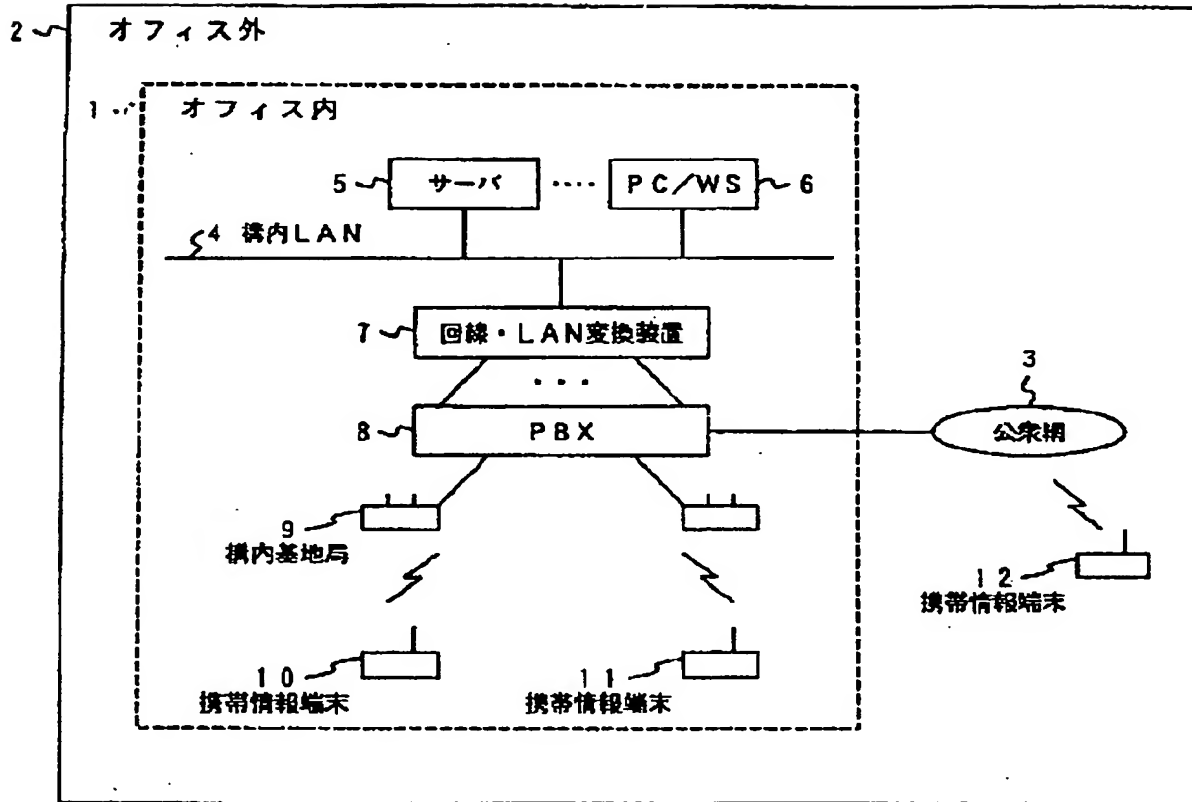 2 オフィス外
1 オフィス内
5 サーバ ‥‥ PC/WS 6
4 構内LAN
7 回線・LAN変換装置
・・・
3
8 PBX 公衆網
9
構内基地局
12
携帯情報端末
10 11
携帯情報端末 携帯情報端末